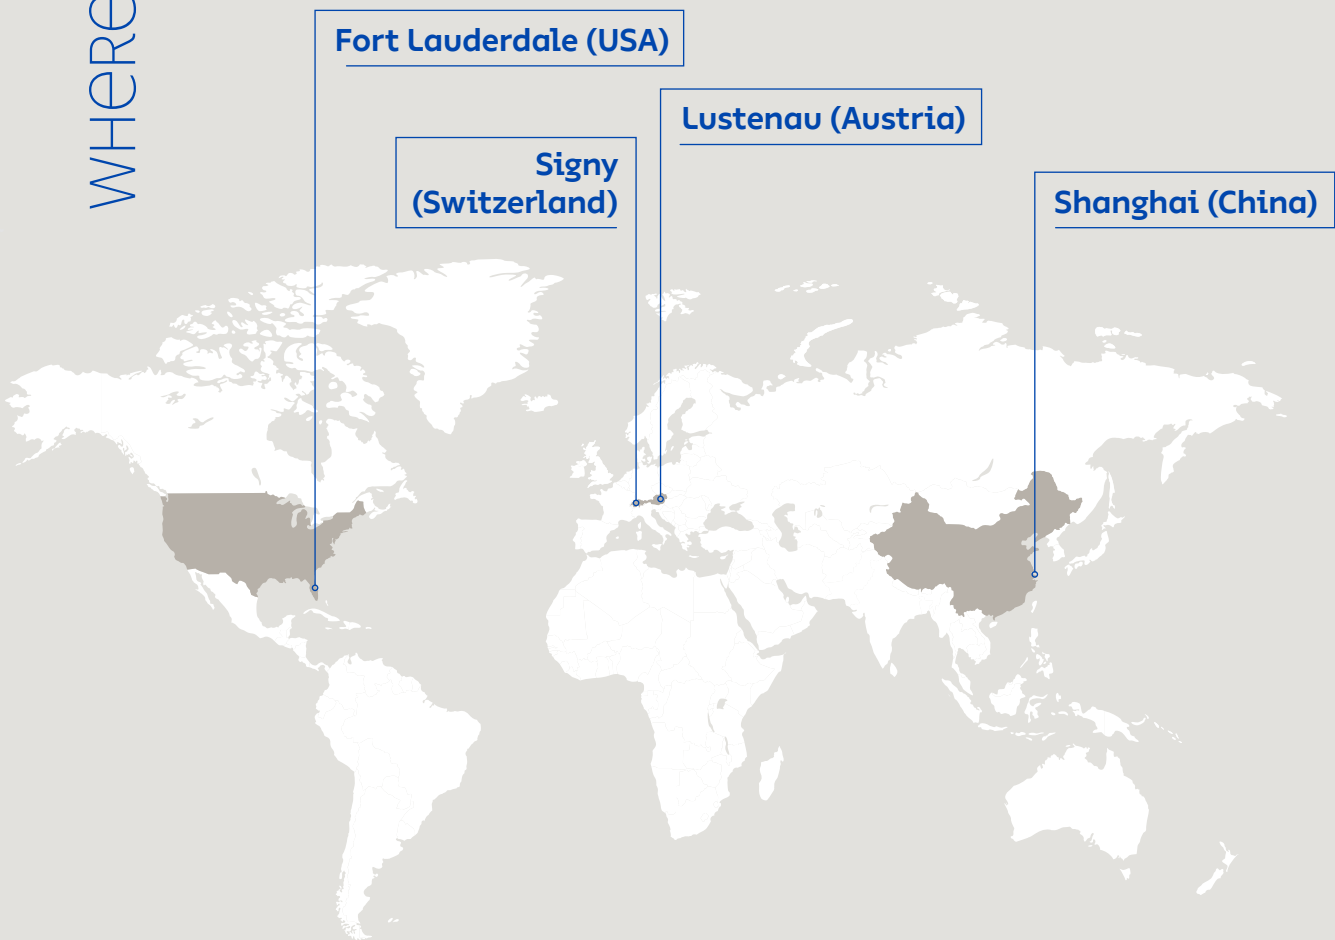 WHERE
Fort Lauderdale (USA)
Lustenau (Austria)
Signy
(Switzerland)
Shanghai (China)